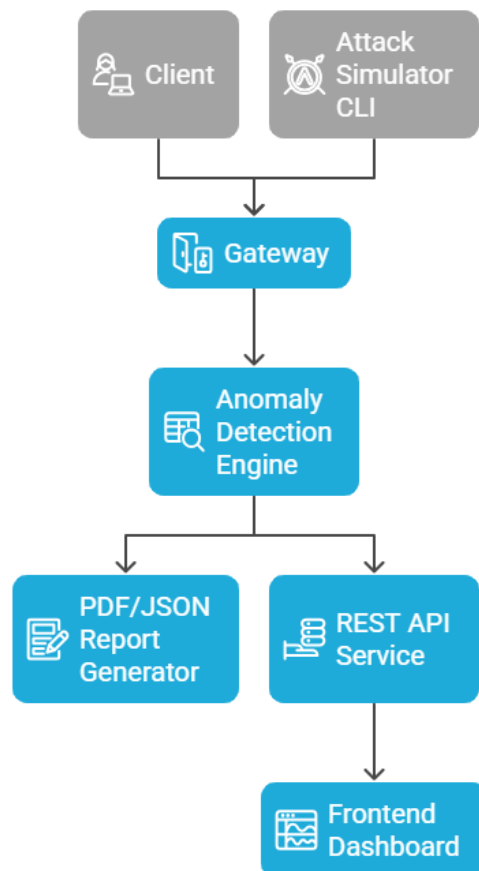 Client
Attack
Simulator
CLI
Gateway
Anomaly
Detection
Engine
PDF/JSON
Report
Generator
REST API
Service
Frontend
Dashboard